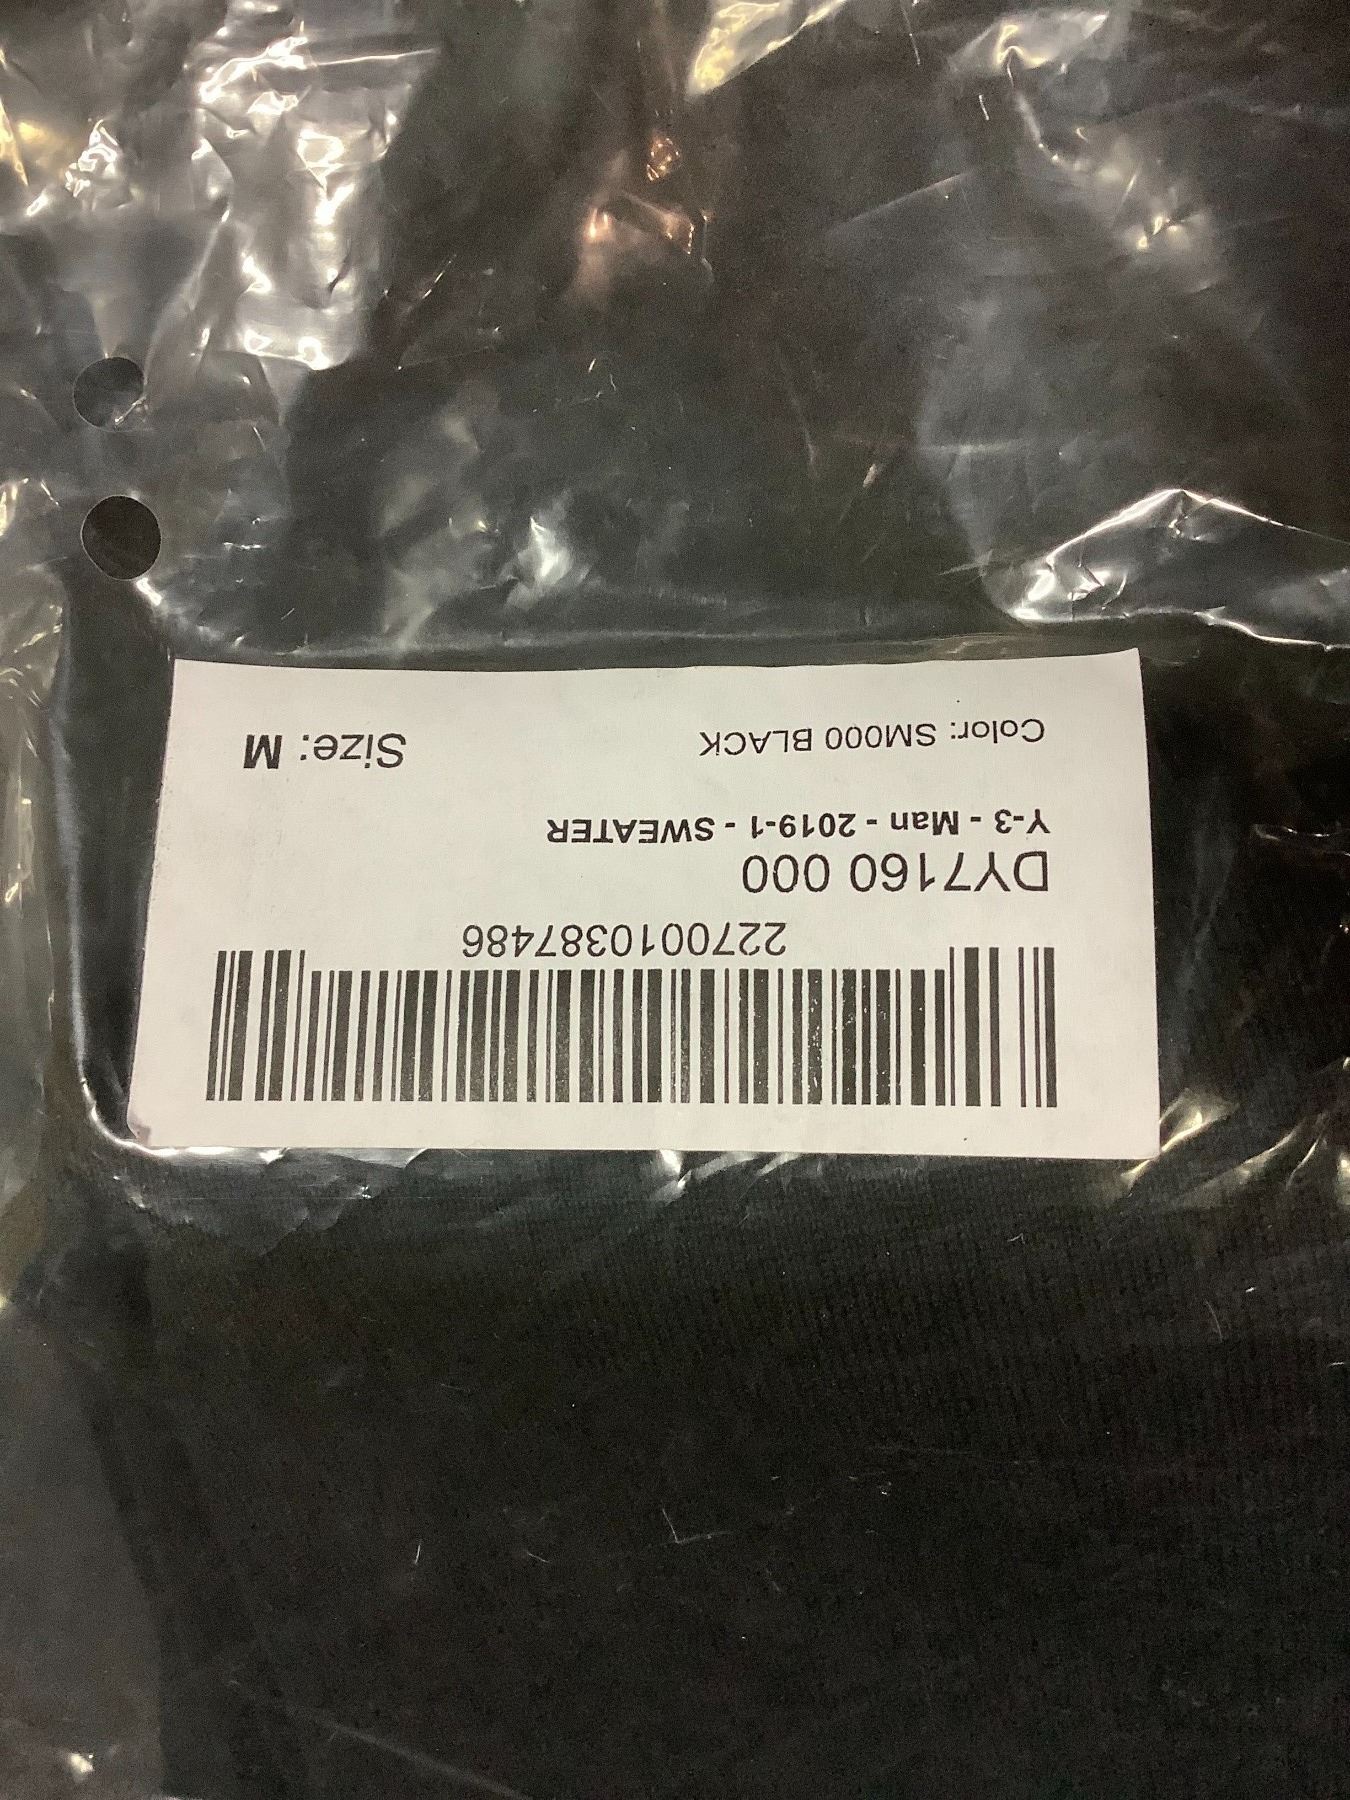 2270010387486
DY7160 000
Y-3 - Man - 2019-1 - SWEATER
Color: SM000 BLACK
Size: M